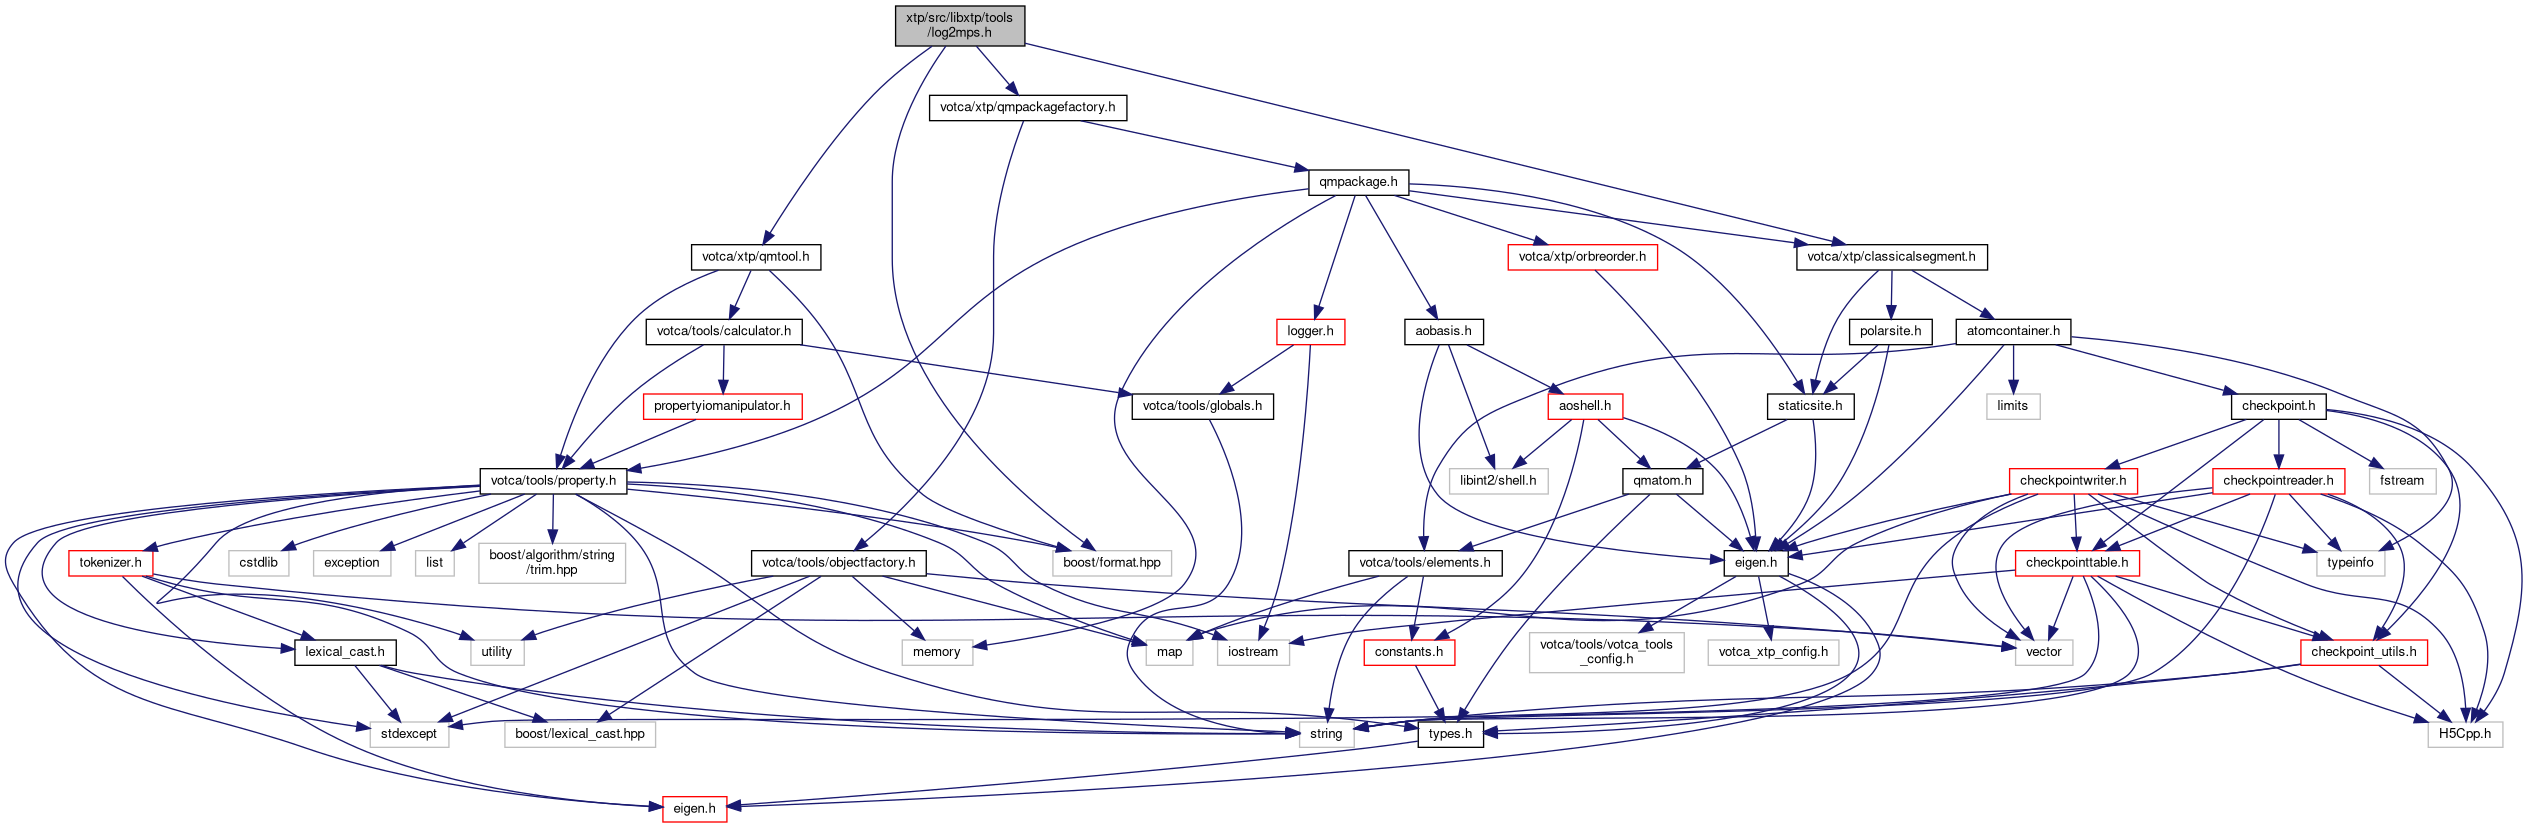 xtp/src/libxtp/tools
/log2mps.h
votca/xtp/qmpackagefactory.h
qmpackage.h
votca/xtp/qmtool.h
votca/xtp/orbreorder.h
votca/xtp/classicalsegment.h
votca/tools/calculator.h
logger.h
aobasis.h
polarsite.h
atomcontainer.h
propertyiomanipulator.h
votca/tools/globals.h
aoshell.h
staticsite.h
limits
checkpoint.h
votca/tools/property.h
libint2/shell.h
qmatom.h
checkpointwriter.h
checkpointreader.h
fstream
tokenizer.h
cstdlib
exception
list
boost/algorithm/string
/trim.hpp
votca/tools/objectfactory.h
boost/format.hpp
votca/tools/elements.h
eigen.h
checkpointtable.h
typeinfo
lexical_cast.h
utility
memory
map
iostream
constants.h
votca/tools/votca_tools
_config.h
votca_xtp_config.h
vector
checkpoint_utils.h
stdexcept
boost/lexical_cast.hpp
string
types.h
H5Cpp.h
eigen.h